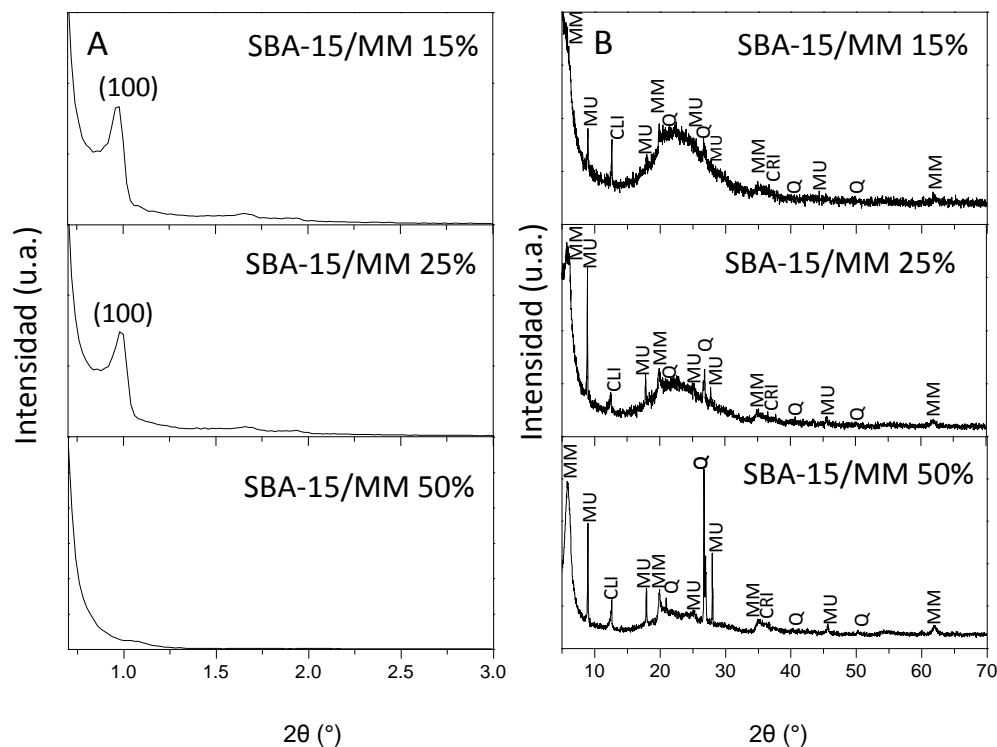 A
SBA-15/MM 15%
(100)
SBA-15/MM 25%
(100)
SBA-15/MM 50%
Intensidad (u.a.)
1.0 1.5 2.0 2.5 3.0
2θ (°)
B
SBA-15/MM 15%
MM MU CLI MU MM Q MU Q MU MM CRI Q MU Q MM
SBA-15/MM 25%
MM MU CLI MU MM Q MU Q MU MM CRI Q MU Q MM
SBA-15/MM 50%
MM MU CLI MU MM Q MU Q MU MM CRI Q MU Q MM
Intensidad (u.a.)
10 20 30 40 50 60 70
2θ (°)